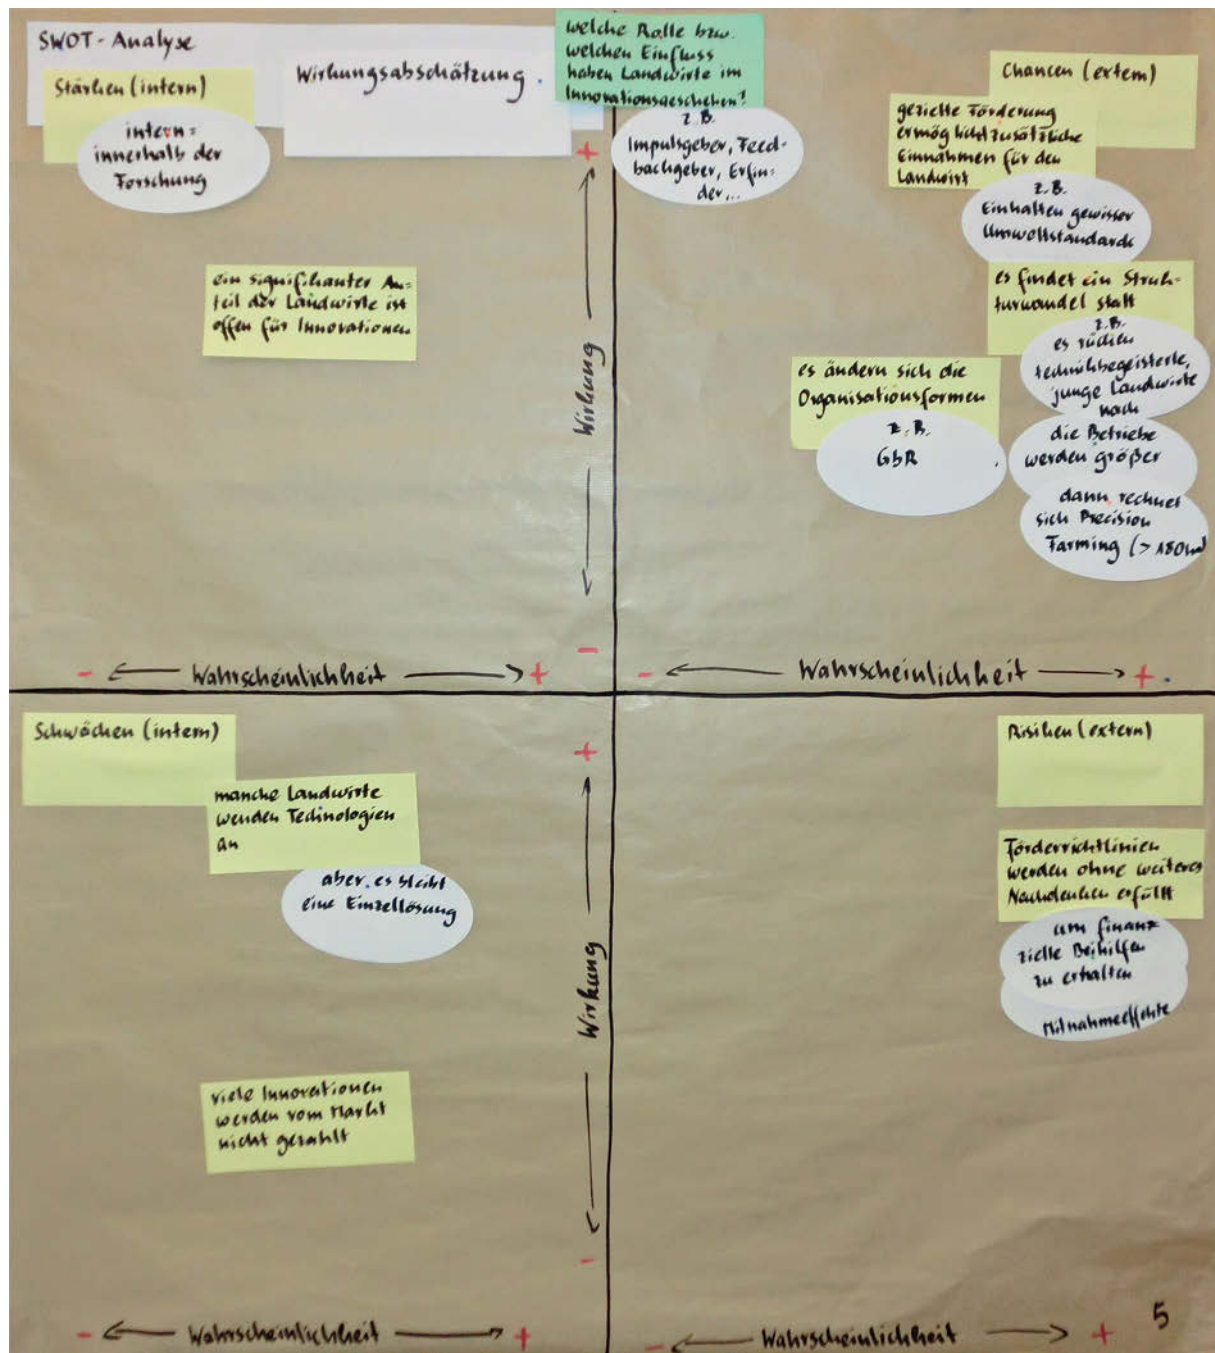 SWOT-Analyse
Stärken (intern)
intern =
innerhalb der
Forschung
Wirkungsabschätzung.
welche Rolle bzw.
welchen Einfluss
haben Landwirte im
Innovationsgeschehen?
z.B.
Impulsgeber, Feed-
backgeber, Erfin-
der...
Chancen (extern)
gezielte Förderung
ermöglicht zusätzliche
Einnahmen für den
Landwirt
z.B.
Einhalten gewisser
Umweltstandards
es findet ein Struk-
turwandel statt
z.B.
es rücken
technikbegeisterte,
junge Landwirte
nach
die Betriebe
werden größer
dann rechnet
sich Precision
Farming (> 180 ha)
es ändern sich die
Organisationsformen
z.B.
GbR
ein signifikanter An-
teil der Landwirte ist
offen für Innovationen
+
Wirkung
-
- Wahrscheinlichkeit +
- Wahrscheinlichkeit +
Schwächen (intern)
manche Landwirte
wenden Technologien
an
aber es bleibt
eine Einzellösung
viele Innovationen
werden vom Markt
nicht gezahlt
+
Wirkung
-
Risiken (extern)
Förderrichtlinien
werden ohne weiteres
Nachdenken erfüllt
um finan-
zielle Beihilfen
zu erhalten
Mitnahmeeffekte
- Wahrscheinlichkeit +
- Wahrscheinlichkeit +
5